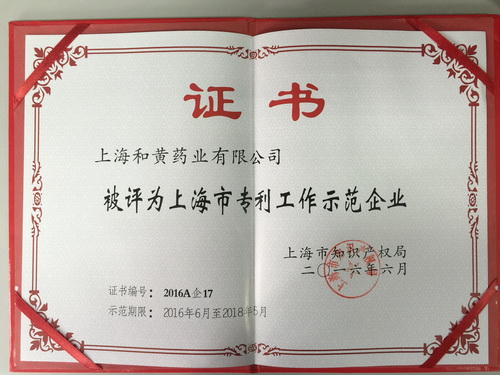 证书
上海和黄药业有限公司
被评为上海市专利工作示范企业
上海市知识产权局
二〇一六年六月
证书编号：2016A企17
示范期限：2016年6月至2018年5月